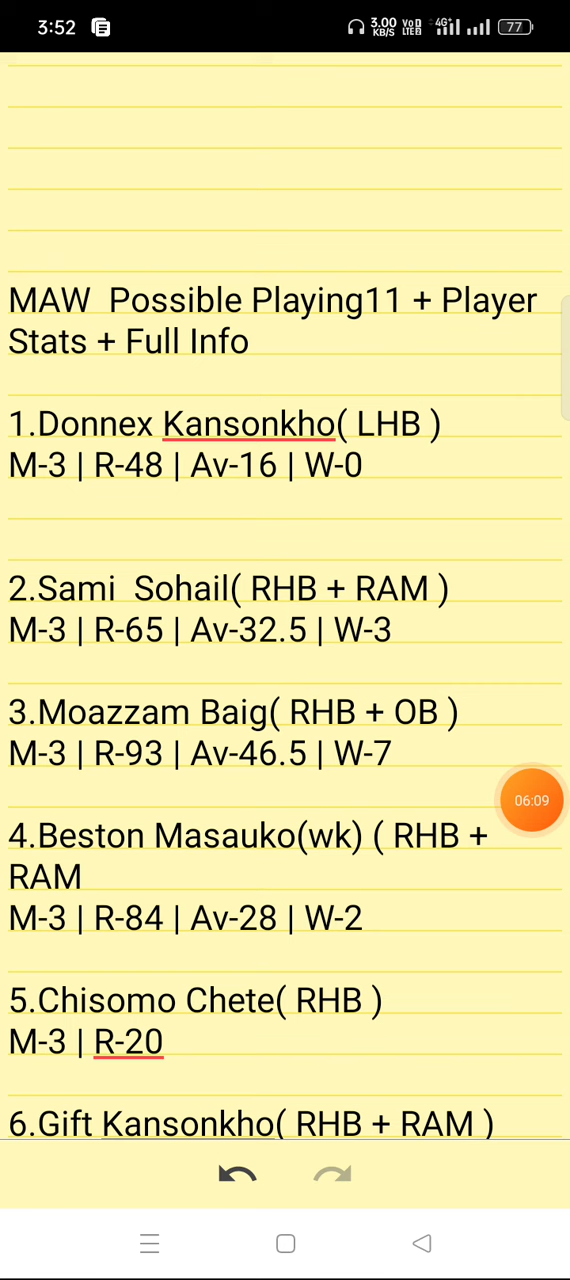 3:52
3.00 KB/S VoD LTE2 4G+ 77
MAW  Possible Playing11 + Player
Stats + Full Info
1.Donnex Kansonkho( LHB )
M-3 | R-48 | Av-16 | W-0
2.Sami  Sohail( RHB + RAM )
M-3 | R-65 | Av-32.5 | W-3
3.Moazzam Baig( RHB + OB )
M-3 | R-93 | Av-46.5 | W-7
06:09
4.Beston Masauko(wk) ( RHB +
RAM
M-3 | R-84 | Av-28 | W-2
5.Chisomo Chete( RHB )
M-3 | R-20
6.Gift Kansonkho( RHB + RAM )